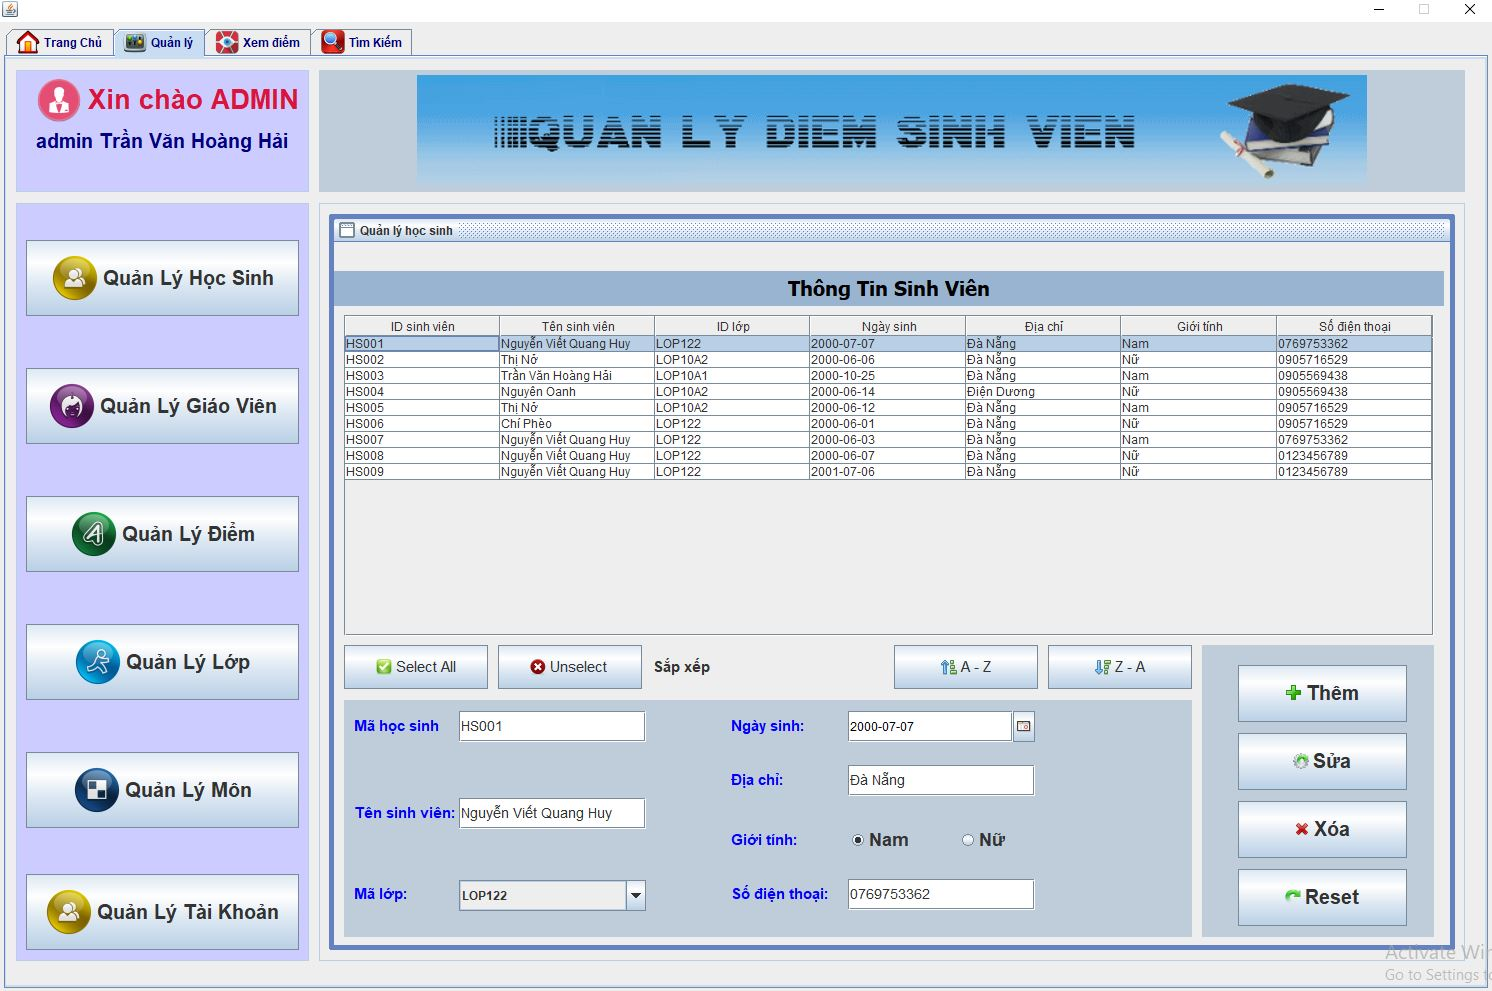 Trang Chủ Quản lý Xem điểm Tìm Kiếm
Xin chào ADMIN
admin Trần Văn Hoàng Hải
QUAN LY DIEM SINH VIEN
Quản Lý Học Sinh
Quản Lý Giáo Viên
Quản Lý Điểm
Quản Lý Lớp
Quản Lý Môn
Quản Lý Tài Khoản
Quản lý học sinh
Thông Tin Sinh Viên
ID sinh viên Tên sinh viên ID lớp Ngày sinh Địa chỉ Giới tính Số điện thoại
HS001 Nguyễn Viết Quang Huy LOP122 2000-07-07 Đà Nẵng Nam 0769753362
HS002 Thị Nở LOP10A2 2000-06-06 Đà Nẵng Nữ 0905716529
HS003 Trần Văn Hoàng Hải LOP10A1 2000-10-25 Đà Nẵng Nam 0905569438
HS004 Nguyên Oanh LOP10A2 2000-06-14 Điện Dương Nữ 0905569438
HS005 Thị Nở LOP10A2 2000-06-12 Đà Nẵng Nam 0905716529
HS006 Chí Phèo LOP122 2000-06-01 Đà Nẵng Nữ 0905716529
HS007 Nguyễn Viết Quang Huy LOP122 2000-06-03 Đà Nẵng Nam 0769753362
HS008 Nguyễn Viết Quang Huy LOP122 2000-06-07 Đà Nẵng Nữ 0123456789
HS009 Nguyễn Viết Quang Huy LOP122 2001-07-06 Đà Nẵng Nữ 0123456789
Select All Unselect Sắp xếp A - Z Z - A
Mã học sinh HS001
Tên sinh viên: Nguyễn Viết Quang Huy
Mã lớp: LOP122
Ngày sinh: 2000-07-07
Địa chỉ: Đà Nẵng
Giới tính: Nam Nữ
Số điện thoại: 0769753362
Thêm
Sửa
Xóa
Reset
Activate Wi
Go to Settings